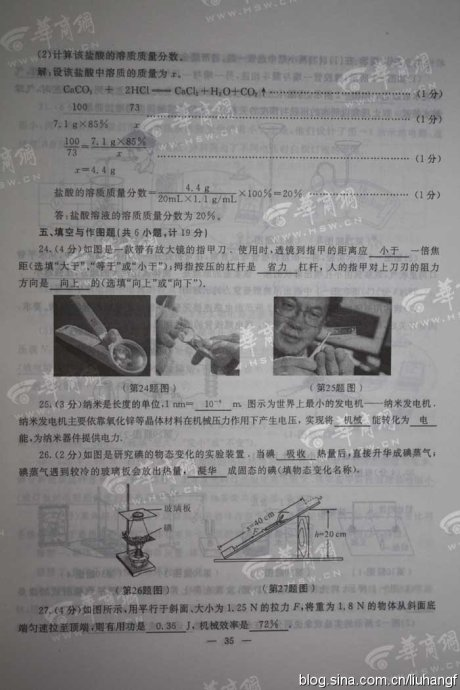 (2)计算该盐酸的溶质质量分数。
解:设该盐酸中溶质的质量为 x。
CaCO₃ + 2HCl══CaCl₂+H₂O+CO₂↑ (1分)
100 73
7.1 g×85% x (1分)
100/73=7.1 g×85%/x (1分)
x=4.4 g
盐酸的溶质质量分数=4.4 g/20mL×1.1 g/mL×100%=20% (1分)
答:盐酸溶液的溶质质量分数为 20%。
五、填空与作图题(共 6 小题,计 19 分)
24.(4分)如图是一款带有放大镜的指甲刀.使用时,透镜到指甲的距离应 小于 一倍焦
距(选填"大于"、"等于"或"小于");拇指按压的杠杆是 省力 杠杆,人的指甲对上刀刃的阻力
方向是 向上 的(选填"向上"或"向下").
(第24题图) (第25题图)
25.(3分)纳米是长度的单位,1 nm= 10⁻⁹ m.图示为世界上最小的发电机——纳米发电机.
纳米发电机主要依靠氧化锌等晶体材料在机械压力作用下产生电压,实现将 机械 能转化为 电
能,为纳米器件提供电力.
26.(2分)如图是研究碘的物态变化的实验装置.当碘 吸收 热量后,直接升华成碘蒸气;
碘蒸气遇到较冷的玻璃板会放出热量, 凝华 成固态的碘(填物态变化名称).
玻璃板
碘
s=40 cm
h=20 cm
(第26题图) (第27题图)
27.(4分)如图所示,用平行于斜面、大小为 1.25 N 的拉力 F,将重为 1.8 N 的物体从斜面底
端匀速拉至顶端,则有用功是 0.36 J,机械效率是 72% .
— 35 —
华商网
WWW.HSW.CN
blog.sina.com.cn/liuhangf